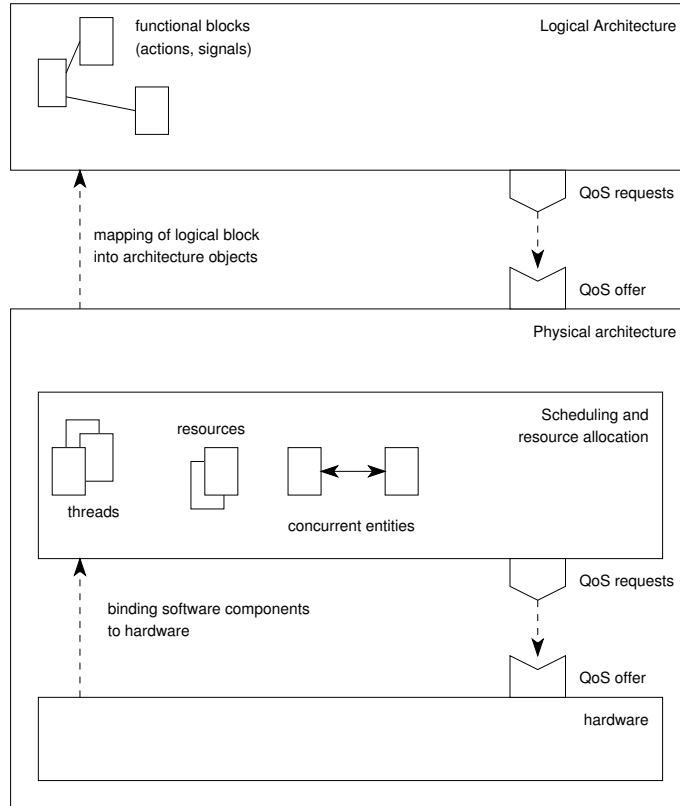 functional blocks
(actions, signals)
Logical Architecture
QoS requests
mapping of logical block
into architecture objects
QoS offer
Physical architecture
Scheduling and
resource allocation
resources
threads
concurrent entities
QoS requests
binding software components
to hardware
QoS offer
hardware